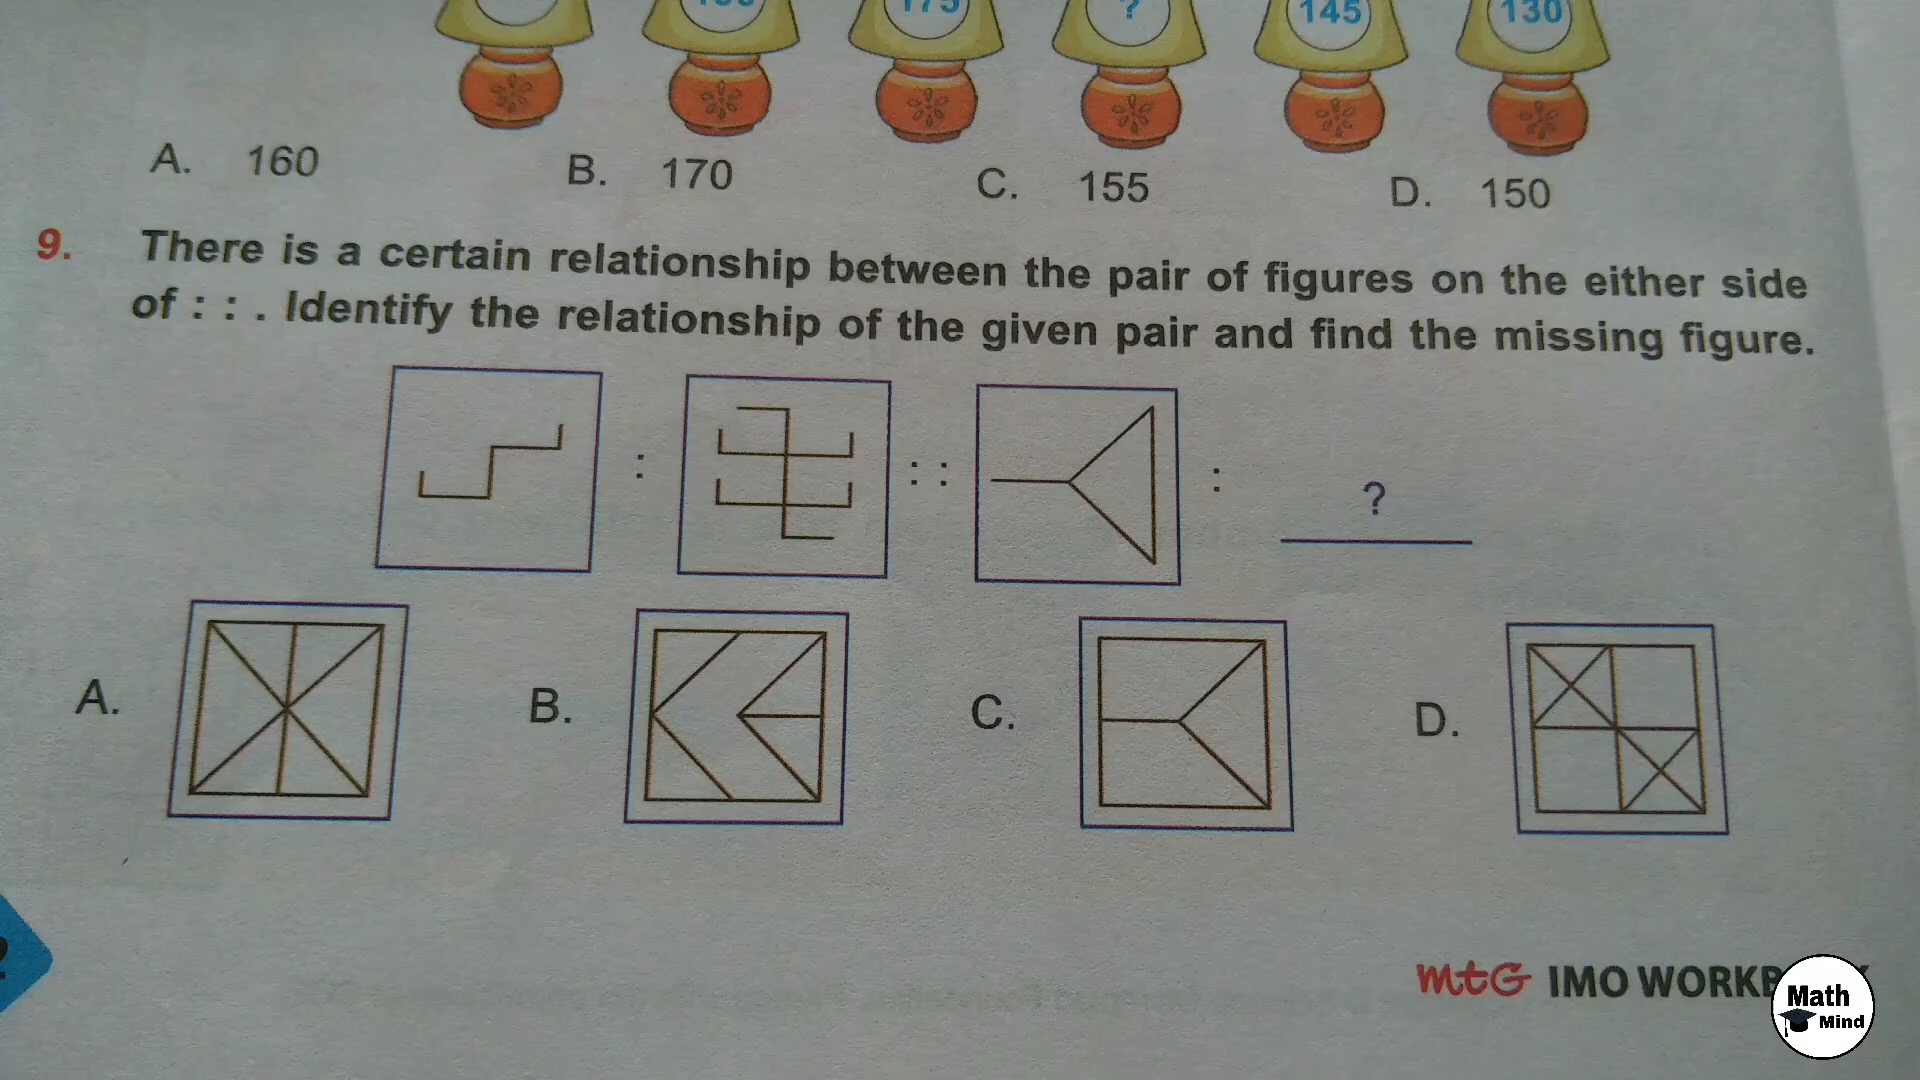 175 ? 145 130
A. 160 B. 170 C. 155 D. 150
9. There is a certain relationship between the pair of figures on the either side
of : : . Identify the relationship of the given pair and find the missing figure.
: : : : ?
A. B. C. D.
mtG IMO
Math
Mind